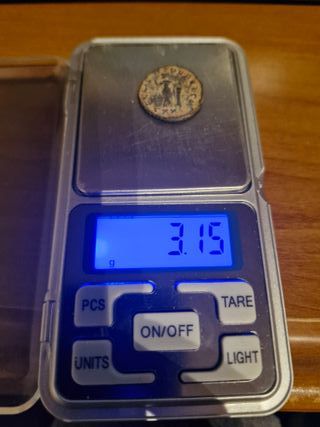 3.15
g
PCS
TARE
ON/OFF
UNITS
LIGHT